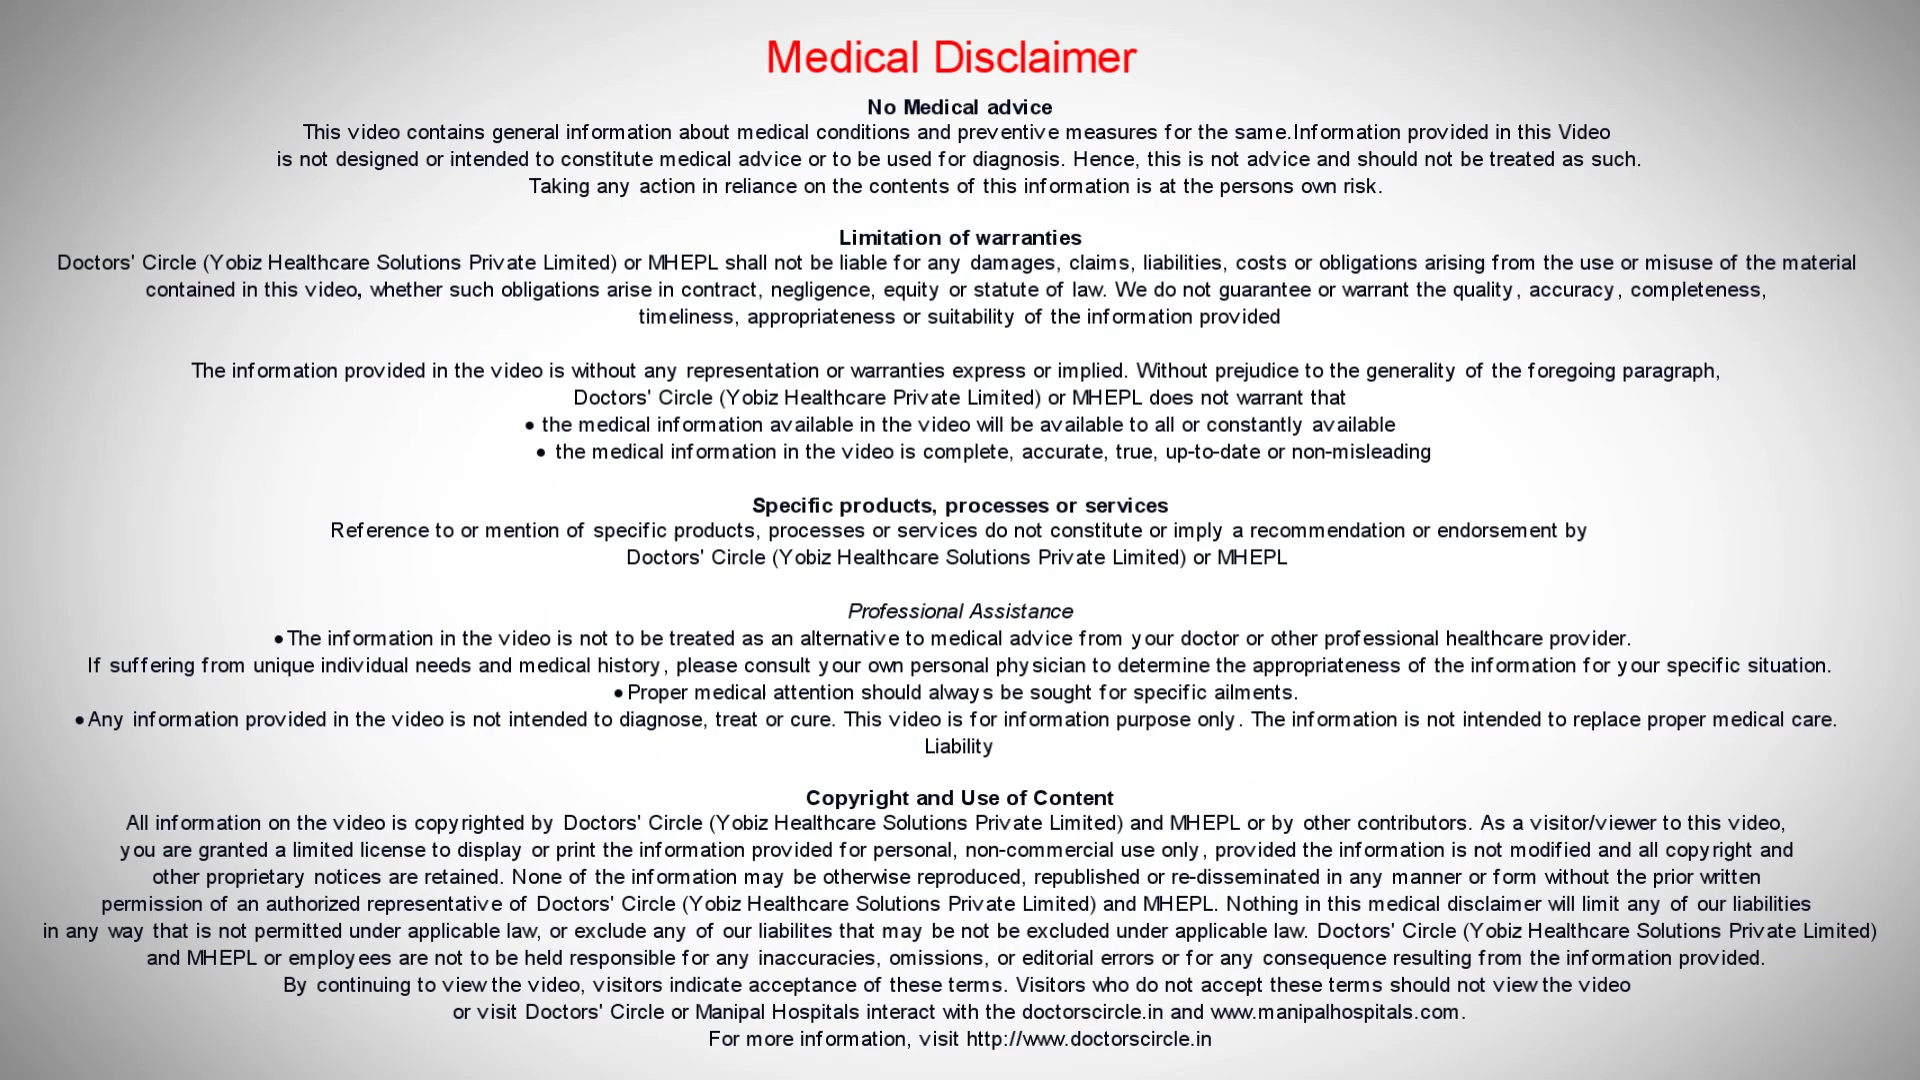 Medical Disclaimer
No Medical advice
This video contains general information about medical conditions and preventive measures for the same.Information provided in this Video
is not designed or intended to constitute medical advice or to be used for diagnosis. Hence, this is not advice and should not be treated as such.
Taking any action in reliance on the contents of this information is at the persons own risk.
Limitation of warranties
Doctors' Circle (Yobiz Healthcare Solutions Private Limited) or MHEPL shall not be liable for any damages, claims, liabilities, costs or obligations arising from the use or misuse of the material
contained in this video, whether such obligations arise in contract, negligence, equity or statute of law. We do not guarantee or warrant the quality, accuracy, completeness,
timeliness, appropriateness or suitability of the information provided
The information provided in the video is without any representation or warranties express or implied. Without prejudice to the generality of the foregoing paragraph,
Doctors' Circle (Yobiz Healthcare Private Limited) or MHEPL does not warrant that
• the medical information available in the video will be available to all or constantly available
• the medical information in the video is complete, accurate, true, up-to-date or non-misleading
Specific products, processes or services
Reference to or mention of specific products, processes or services do not constitute or imply a recommendation or endorsement by
Doctors' Circle (Yobiz Healthcare Solutions Private Limited) or MHEPL
Professional Assistance
•The information in the video is not to be treated as an alternative to medical advice from your doctor or other professional healthcare provider.
If suffering from unique individual needs and medical history, please consult your own personal physician to determine the appropriateness of the information for your specific situation.
•Proper medical attention should always be sought for specific ailments.
•Any information provided in the video is not intended to diagnose, treat or cure. This video is for information purpose only. The information is not intended to replace proper medical care.
Liability
Copyright and Use of Content
All information on the video is copyrighted by Doctors' Circle (Yobiz Healthcare Solutions Private Limited) and MHEPL or by other contributors. As a visitor/viewer to this video,
you are granted a limited license to display or print the information provided for personal, non-commercial use only, provided the information is not modified and all copyright and
other proprietary notices are retained. None of the information may be otherwise reproduced, republished or re-disseminated in any manner or form without the prior written
permission of an authorized representative of Doctors' Circle (Yobiz Healthcare Solutions Private Limited) and MHEPL. Nothing in this medical disclaimer will limit any of our liabilities
in any way that is not permitted under applicable law, or exclude any of our liabilites that may be not be excluded under applicable law. Doctors' Circle (Yobiz Healthcare Solutions Private Limited)
and MHEPL or employees are not to be held responsible for any inaccuracies, omissions, or editorial errors or for any consequence resulting from the information provided.
By continuing to view the video, visitors indicate acceptance of these terms. Visitors who do not accept these terms should not view the video
or visit Doctors' Circle or Manipal Hospitals interact with the doctorscircle.in and www.manipalhospitals.com.
For more information, visit http://www.doctorscircle.in